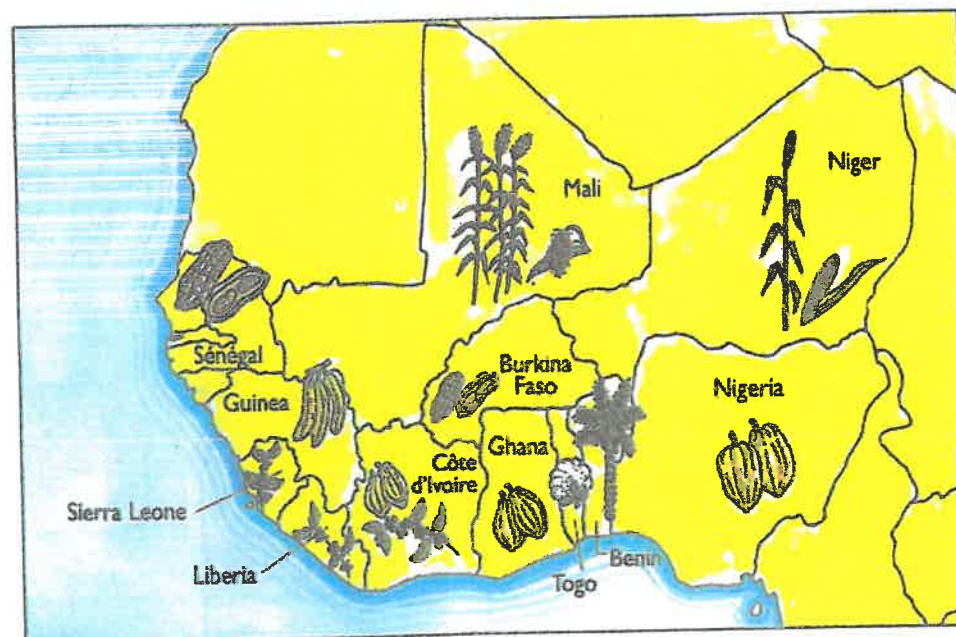 Mali
Niger
Sénégal
Burkina
Faso
Nigeria
Guinea
Ghana
Côte
d'Ivoire
Sierra Leone
Liberia
Benin
Togo